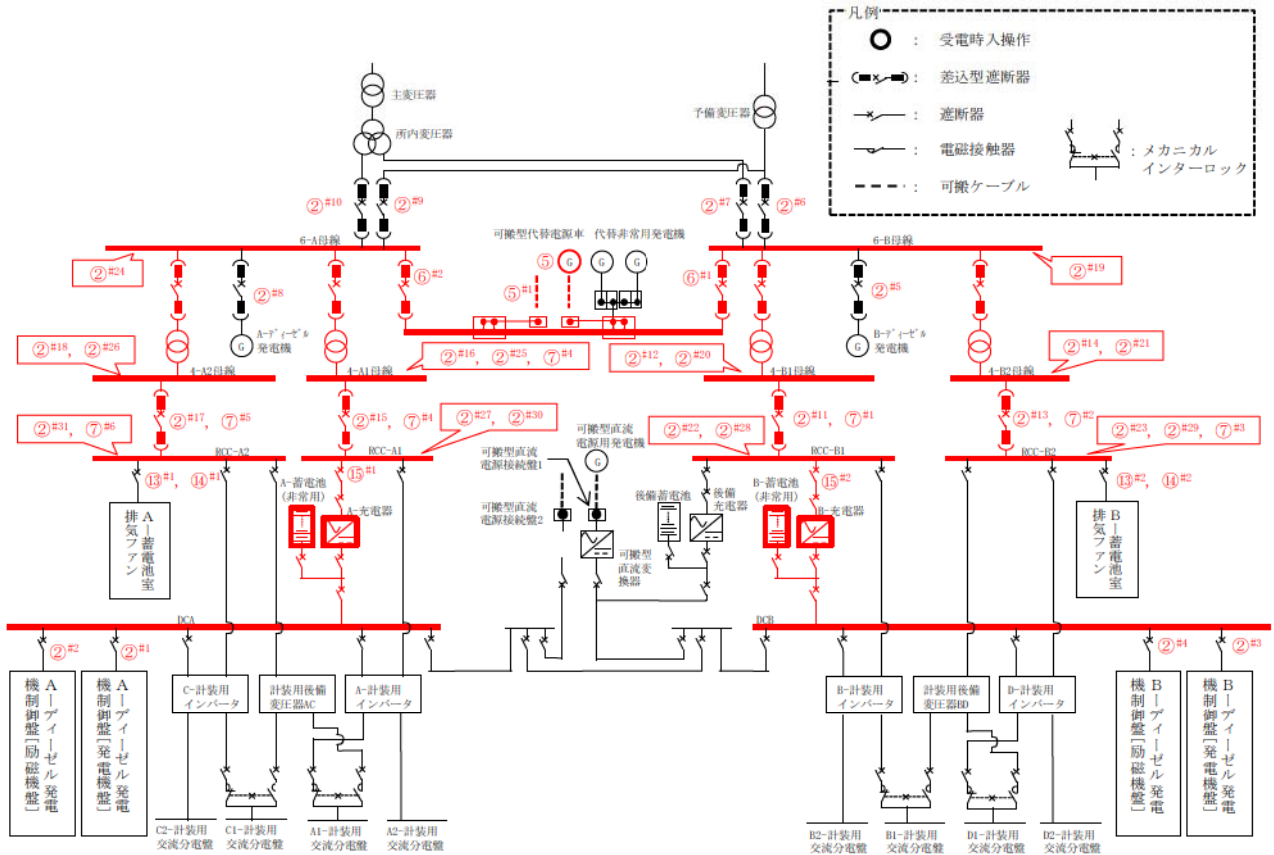 凡例
： 受電時入操作
： 差込型遮断器
： 遮断器
： 電磁接触器
： 可搬ケーブル
： メカニカル
インターロック
主変圧器
所内変圧器
予備変圧器
②#10
②#9
②#7
②#6
6-A母線
可搬型代替電源車
代替非常用発電機
6-B母線
②#24
②#8
⑥#2
⑤#1
⑤
G
G
G
⑥#1
②#5
②#19
A-ディーゼル
発電機
G
B-ディーゼル
発電機
G
②#18, ②#26
②#16, ②#25, ⑦#4
②#12, ②#20
②#14, ②#21
4-A2母線
4-A1母線
4-B1母線
4-B2母線
②#17, ⑦#5
②#15, ⑦#4
②#11, ⑦#1
②#13, ⑦#2
②#31, ⑦#6
②#27, ②#30
②#22, ②#28
②#23, ②#29, ⑦#3
RCC-A2
RCC-A1
RCC-B1
RCC-B2
可搬型直流
電源用発電機
G
可搬型直流
電源接続盤1
可搬型直流
電源接続盤2
⑬#1, ⑭#1
⑮#1
⑮#2
⑬#2, ⑭#2
A-蓄電池
(非常用)
A-充電器
後備蓄電池
後備
充電器
B-蓄電池
(非常用)
B-充電器
A－蓄電池室
排気ファン
可搬型
直流変
換器
B－蓄電池室
排気ファン
DCA
DCB
②#2
②#1
②#4
②#3
A－ディーゼル発電
機制御盤[励磁機盤]
A－ディーゼル発電
機制御盤[発電機盤]
C-計装用
インバータ
計装用後備
変圧器AC
A-計装用
インバータ
B-計装用
インバータ
計装用後備
変圧器BD
D-計装用
インバータ
B－ディーゼル発電
機制御盤[励磁機盤]
B－ディーゼル発電
機制御盤[発電機盤]
C2-計装用
交流分電盤
C1-計装用
交流分電盤
A1-計装用
交流分電盤
A2-計装用
交流分電盤
B2-計装用
交流分電盤
B1-計装用
交流分電盤
D1-計装用
交流分電盤
D2-計装用
交流分電盤